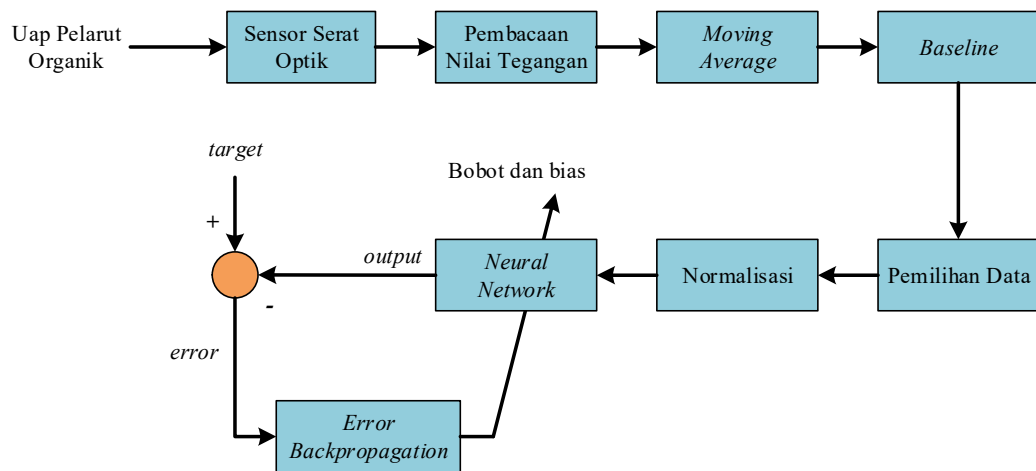 Uap Pelarut
Organik
Sensor Serat
Optik
Pembacaan
Nilai Tegangan
Moving
Average
Baseline
target
+
Bobot dan bias
output
Neural
Network
Normalisasi
Pemilihan Data
-
error
Error
Backpropagation